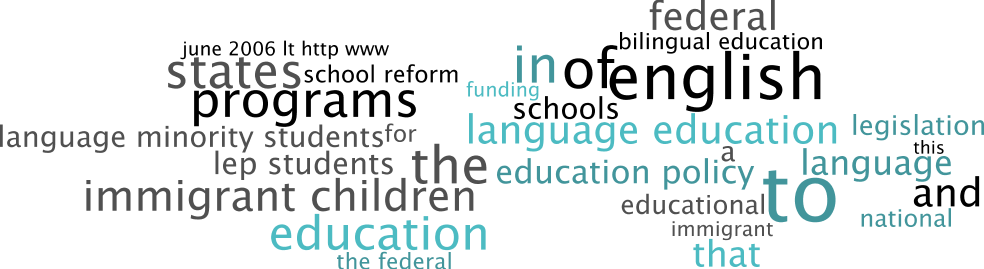 federal
bilingual education
june 2006 lt http www
in
of
english
states
school reform
funding
programs
schools
language education
legislation
language minority students
for
a
this
lep students
the
education policy
language
immigrant children
to
and
educational
national
education
immigrant
that
the federal